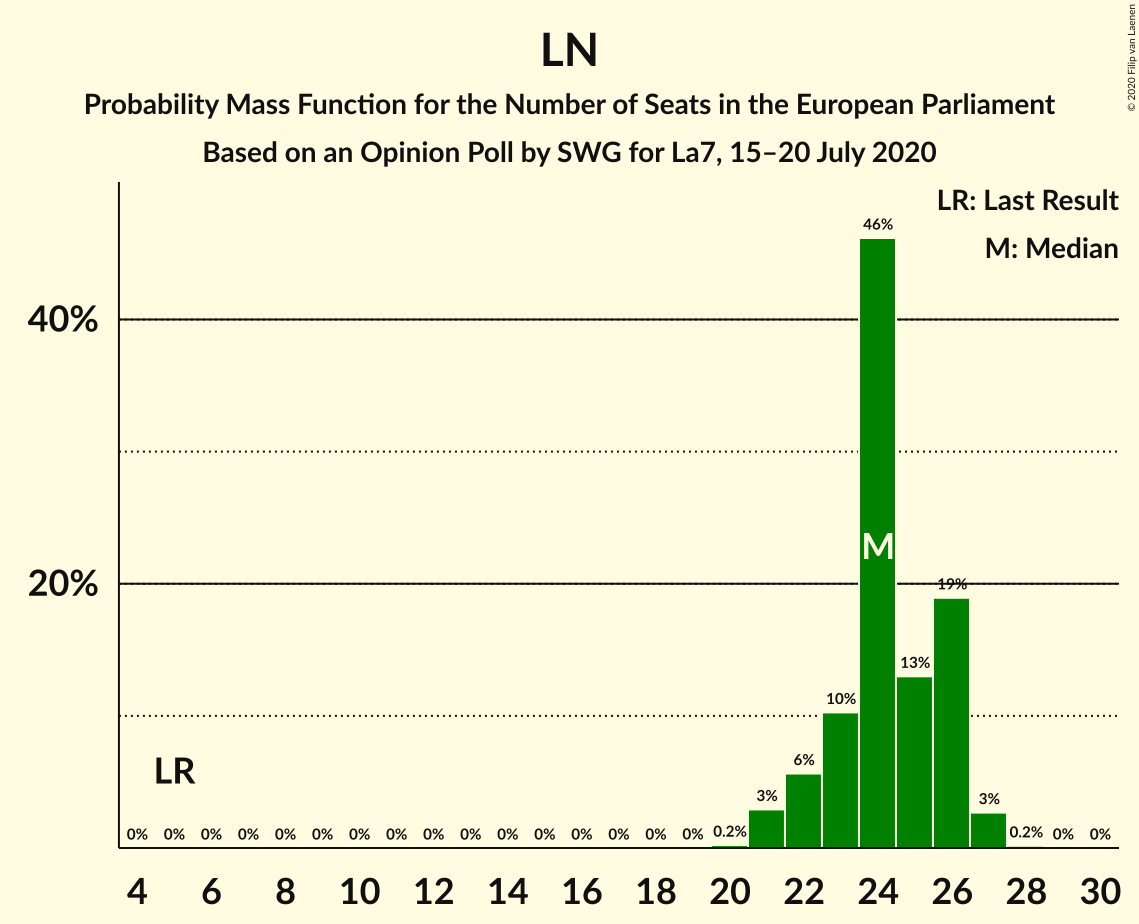 LN
Probability Mass Function for the Number of Seats in the European Parliament
Based on an Opinion Poll by SWG for La7, 15–20 July 2020
© 2020 Filip van Laenen
LR: Last Result
M: Median
46%
40%
M
20%
19%
13%
10%
LR
6%
3%
3%
0% 0% 0% 0% 0% 0% 0% 0% 0% 0% 0% 0% 0% 0% 0% 0% 0.2% 0.2% 0% 0%
4 6 8 10 12 14 16 18 20 22 24 26 28 30